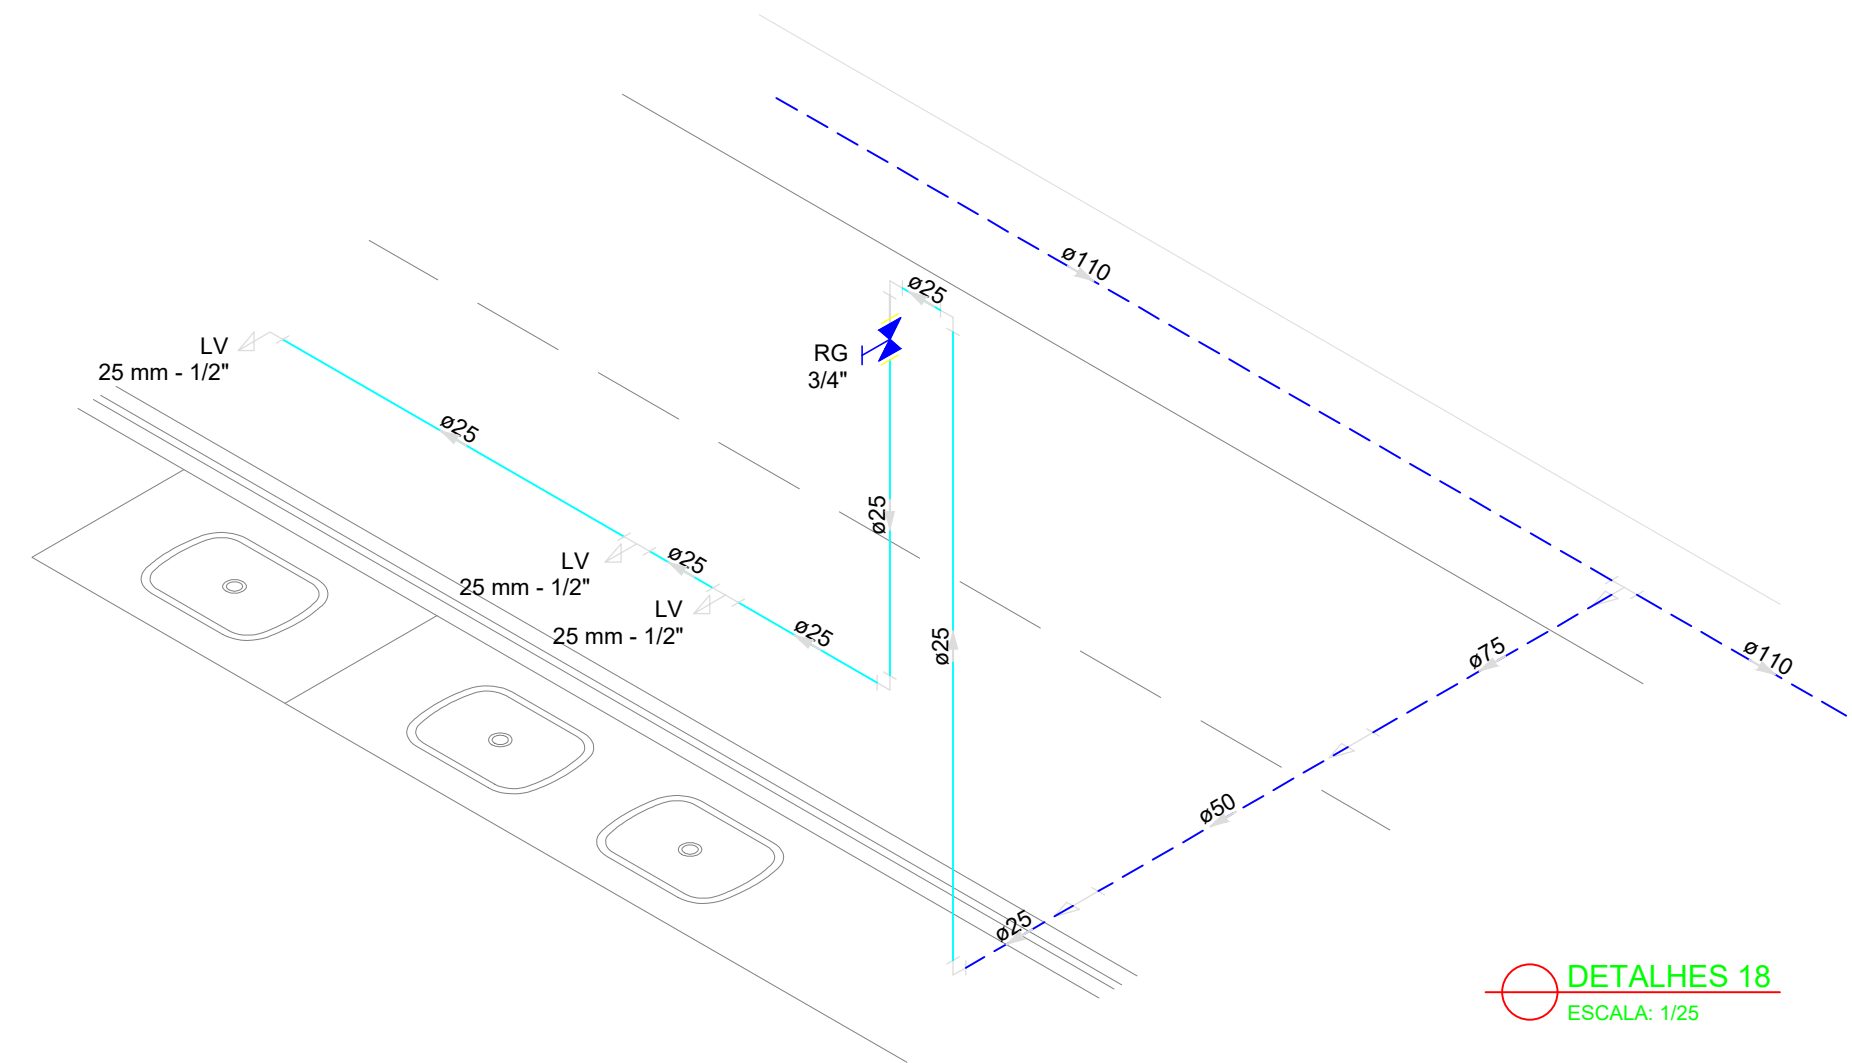 ø110
ø25
LV
25 mm - 1/2"
RG
3/4"
ø25
ø25
LV
25 mm - 1/2"
ø25
LV
25 mm - 1/2"
ø25
ø25
ø75
ø110
ø50
ø25
DETALHES 18
ESCALA: 1/25